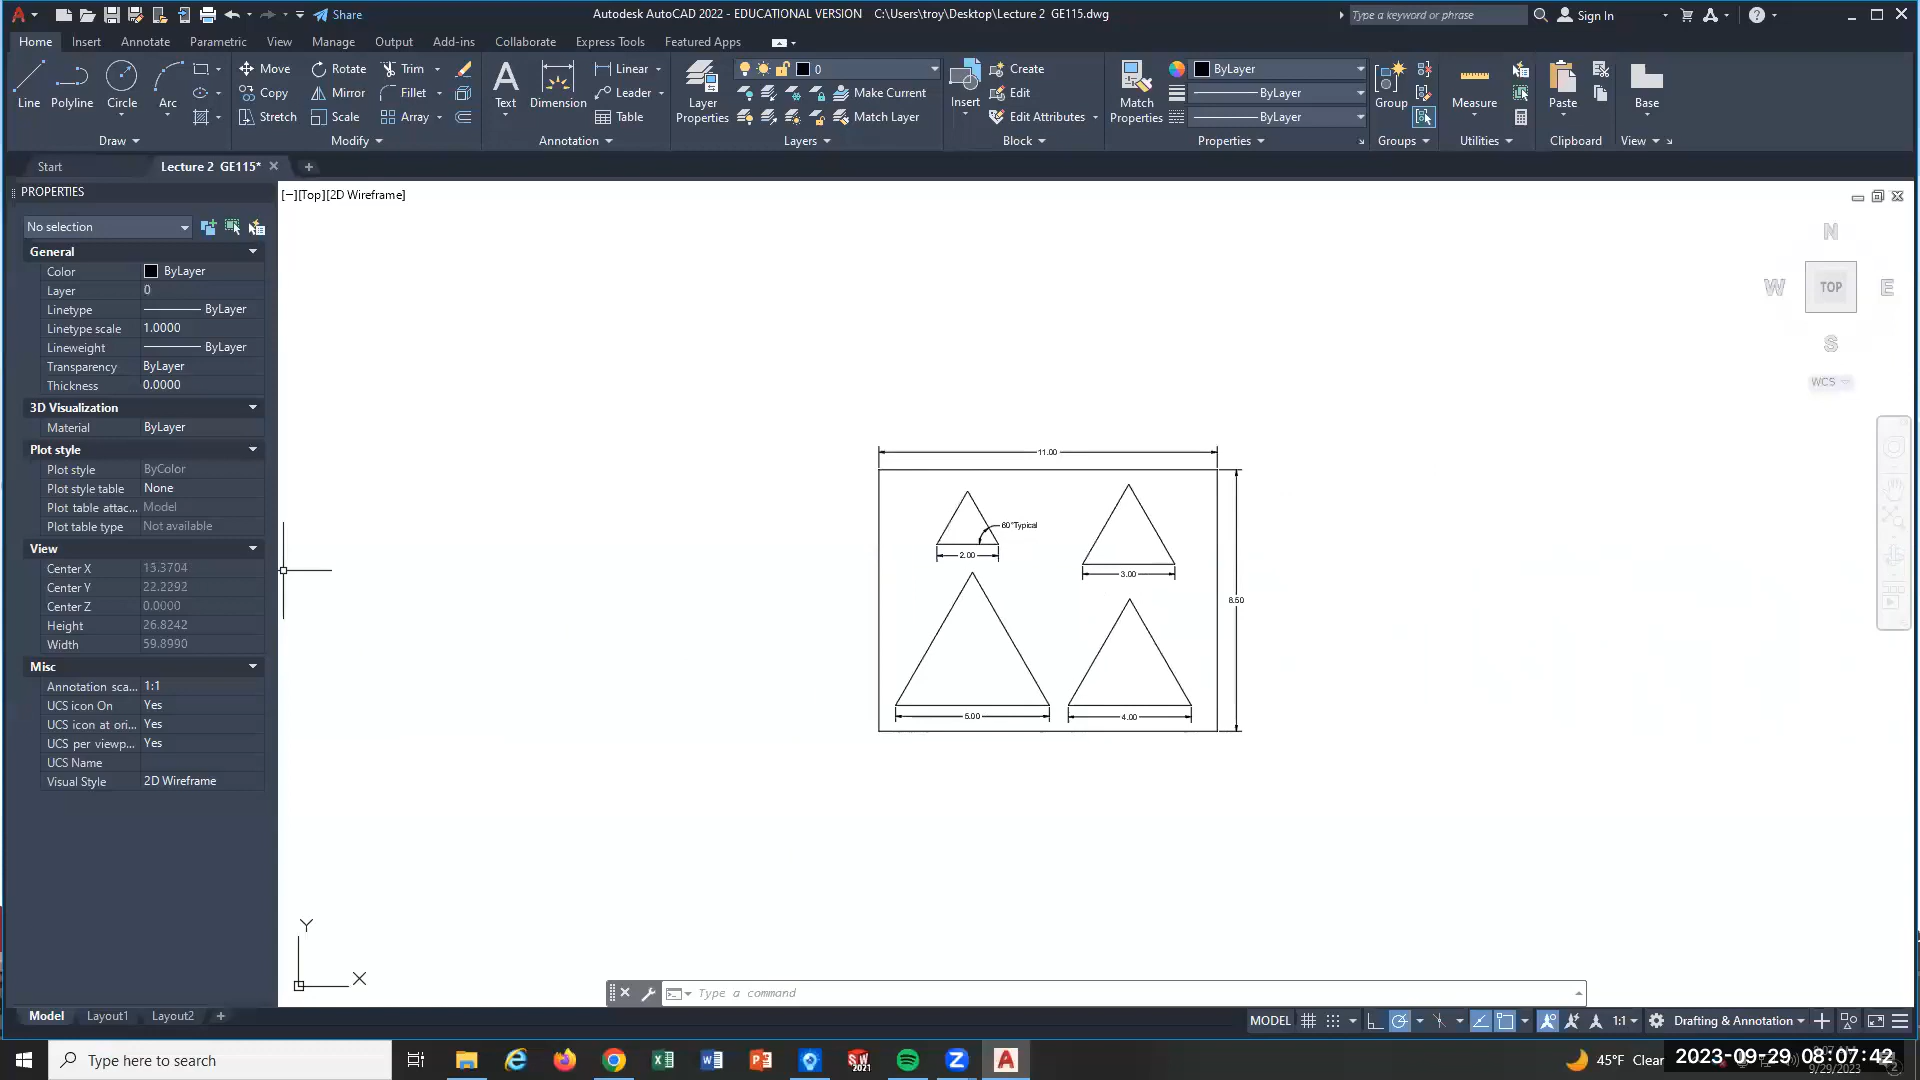 Share
Autodesk AutoCAD 2022 - EDUCATIONAL VERSION C:\Users\troy\Desktop\Lecture 2 GE115.dwg
Type a keyword or phrase
Sign In
Home Insert Annotate Parametric View Manage Output Add-ins Collaborate Express Tools Featured Apps
Line Polyline Circle Arc
Move Rotate Trim
Copy Mirror Fillet
Stretch Scale Array
Text Dimension
Linear
Leader
Table
Layer Properties
0
Make Current
Match Layer
Insert
Create
Edit
Edit Attributes
Match Properties
ByLayer
ByLayer
ByLayer
Group
Measure
Paste
Base
Draw Modify Annotation Layers Block Properties Groups Utilities Clipboard View
Start Lecture 2 GE115*
PROPERTIES
No selection
General
Color ByLayer
Layer 0
Linetype ByLayer
Linetype scale 1.0000
Lineweight ByLayer
Transparency ByLayer
Thickness 0.0000
3D Visualization
Material ByLayer
Plot style
Plot style ByColor
Plot style table None
Plot table attac... Model
Plot table type Not available
View
Center X 15.3704
Center Y 22.2292
Center Z 0.0000
Height 26.8242
Width 59.8990
Misc
Annotation sca... 1:1
UCS icon On Yes
UCS icon at ori... Yes
UCS per viewp... Yes
UCS Name
Visual Style 2D Wireframe
[−][Top][2D Wireframe]
N
W TOP E
S
WCS
11.00
60°Typical
2.00
3.00
8.50
5.00
4.00
Y
X
Type a command
Model Layout1 Layout2
MODEL
1:1
Drafting & Annotation
Type here to search
45°F Clear
2023-09-29 08:07:42
9/29/2023